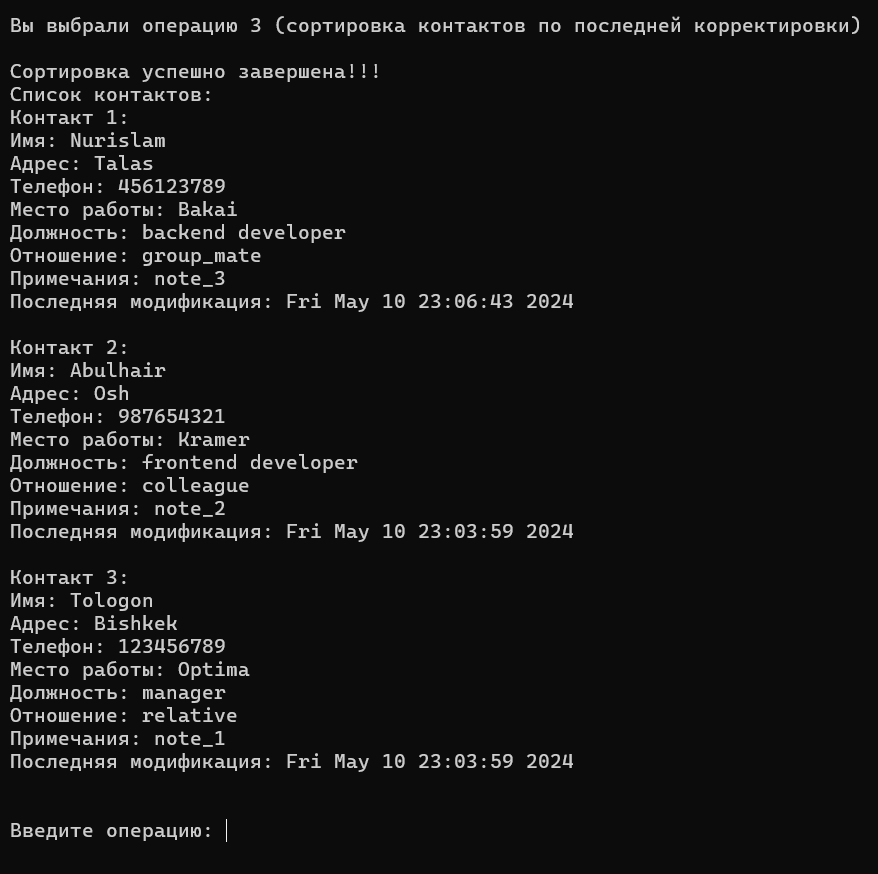 Вы выбрали операцию 3 (сортировка контактов по последней корректировки)
Сортировка успешно завершена!!!
Список контактов:
Контакт 1:
Имя: Nurislam
Адрес: Talas
Телефон: 456123789
Место работы: Bakai
Должность: backend developer
Отношение: group_mate
Примечания: note_3
Последняя модификация: Fri May 10 23:06:43 2024
Контакт 2:
Имя: Abulhair
Адрес: Osh
Телефон: 987654321
Место работы: Kramer
Должность: frontend developer
Отношение: colleague
Примечания: note_2
Последняя модификация: Fri May 10 23:03:59 2024
Контакт 3:
Имя: Tologon
Адрес: Bishkek
Телефон: 123456789
Место работы: Optima
Должность: manager
Отношение: relative
Примечания: note_1
Последняя модификация: Fri May 10 23:03:59 2024
Введите операцию: